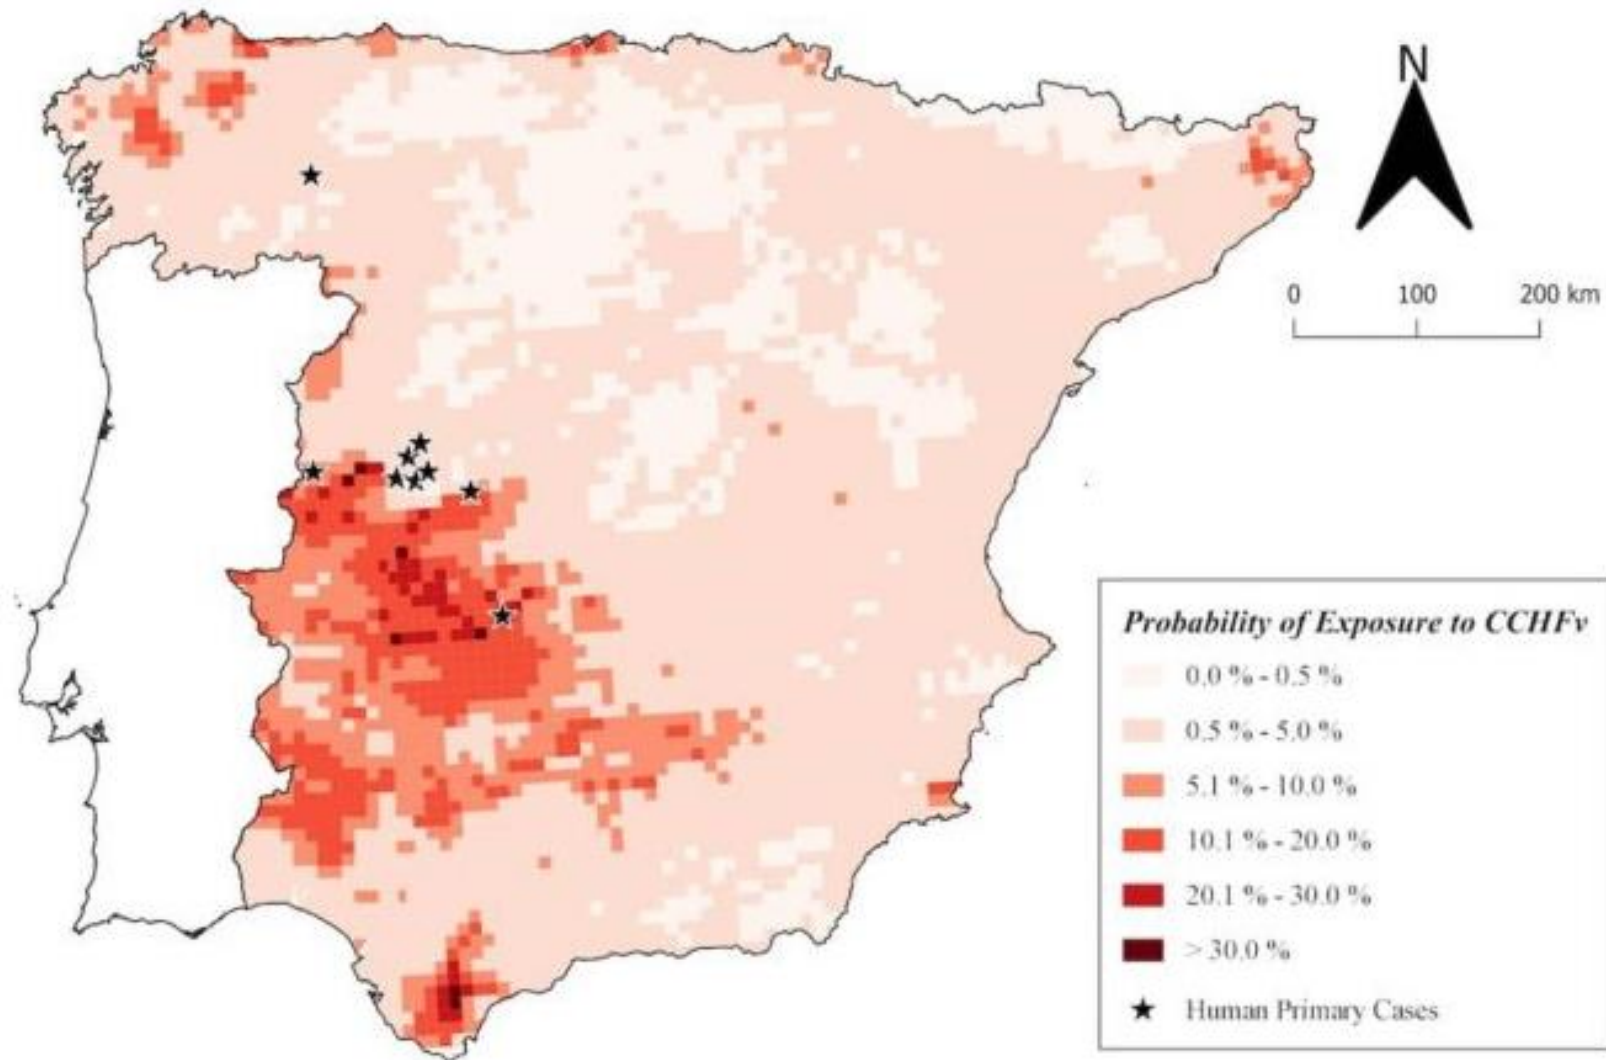 N
0 100 200 km
Probability of Exposure to CCHFv
0.0 % - 0.5 %
0.5 % - 5.0 %
5.1 % - 10.0 %
10.1 % - 20.0 %
20.1 % - 30.0 %
> 30.0 %
Human Primary Cases